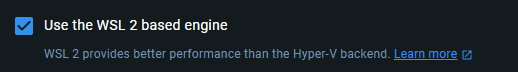 Use the WSL 2 based engine
WSL 2 provides better performance than the Hyper-V backend. Learn more